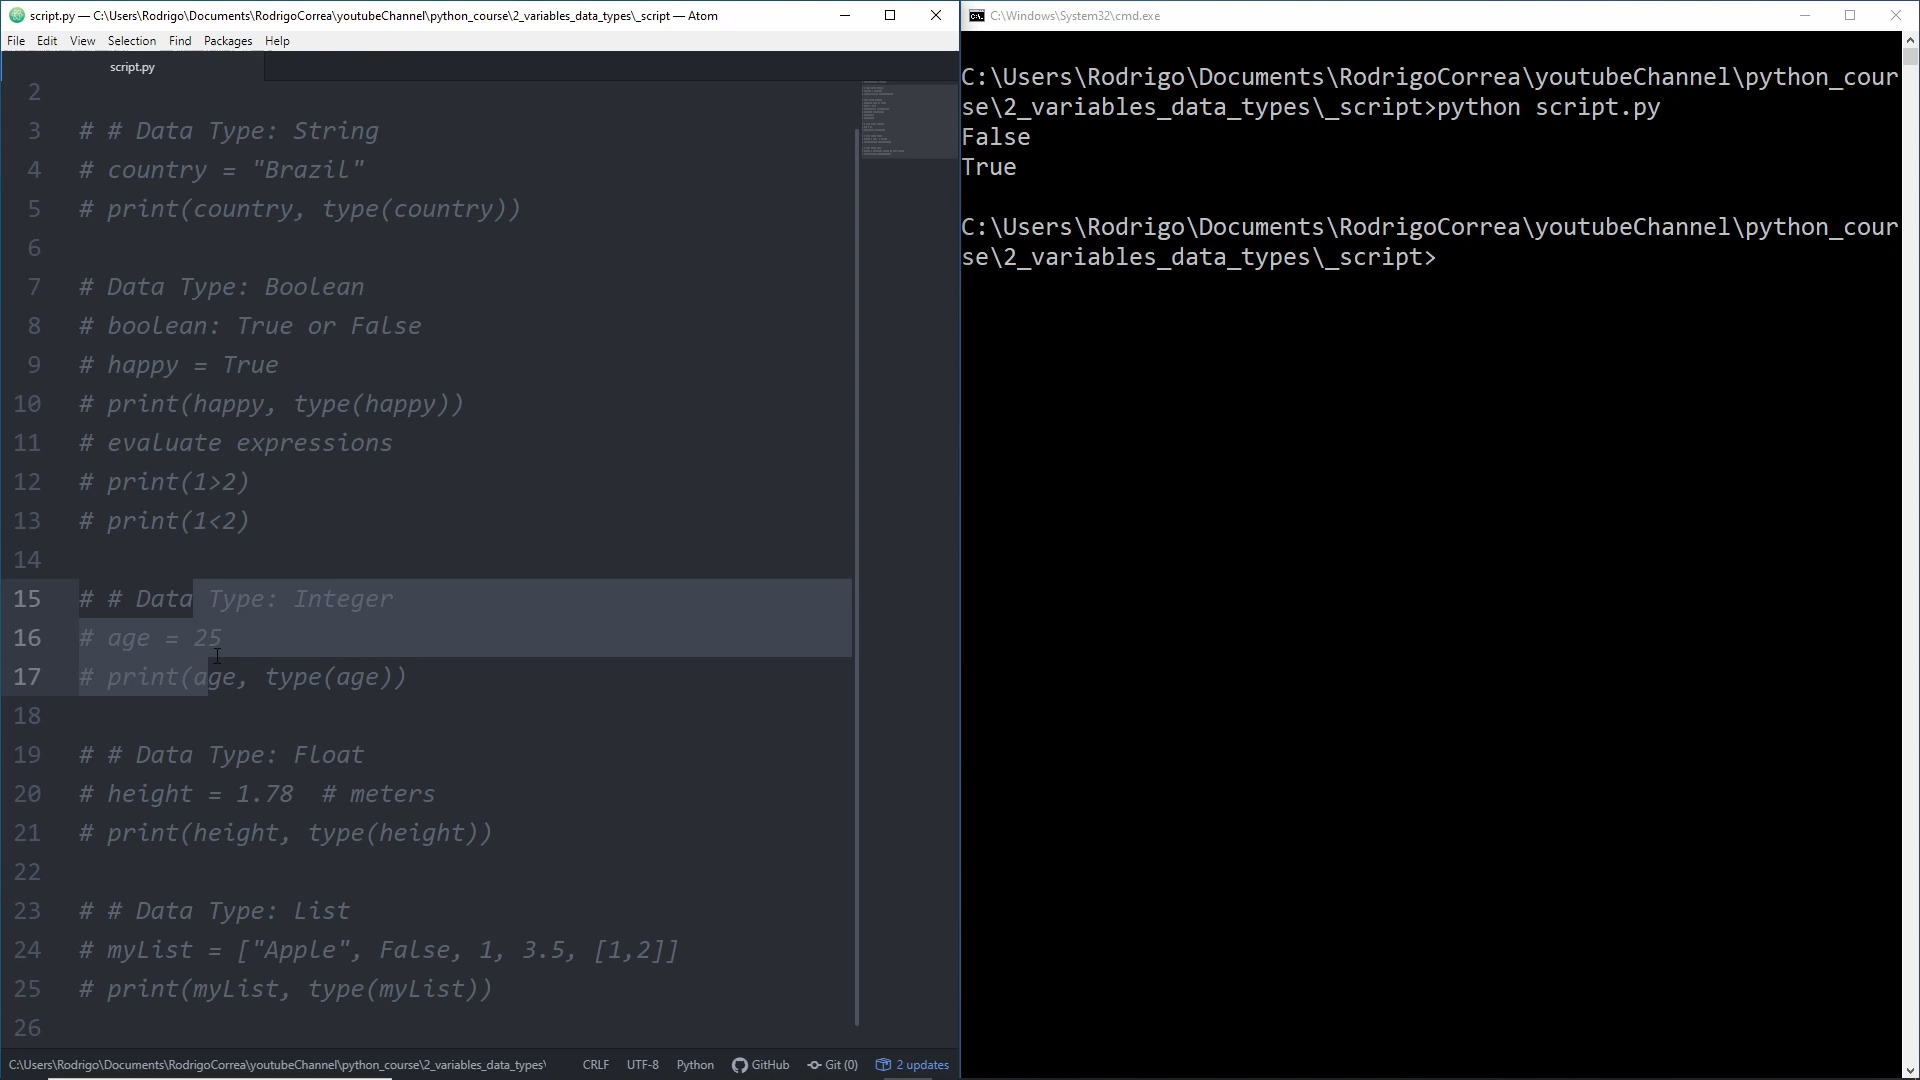 script.py — C:\Users\Rodrigo\Documents\RodrigoCorrea\youtubeChannel\python_course\2_variables_data_types\_script — Atom
File Edit View Selection Find Packages Help
script.py
2
3 # # Data Type: String
4 # country = "Brazil"
5 # print(country, type(country))
6
7 # Data Type: Boolean
8 # boolean: True or False
9 # happy = True
10 # print(happy, type(happy))
11 # evaluate expressions
12 # print(1>2)
13 # print(1<2)
14
15 # # Data Type: Integer
16 # age = 25
17 # print(age, type(age))
18
19 # # Data Type: Float
20 # height = 1.78  # meters
21 # print(height, type(height))
22
23 # # Data Type: List
24 # myList = ["Apple", False, 1, 3.5, [1,2]]
25 # print(myList, type(myList))
26
C:\Users\Rodrigo\Documents\RodrigoCorrea\youtubeChannel\python_course\2_variables_data_types\ CRLF UTF-8 Python GitHub Git (0) 2 updates
C:\Windows\System32\cmd.exe
C:\Users\Rodrigo\Documents\RodrigoCorrea\youtubeChannel\python_cour
se\2_variables_data_types\_script>python script.py
False
True
C:\Users\Rodrigo\Documents\RodrigoCorrea\youtubeChannel\python_cour
se\2_variables_data_types\_script>